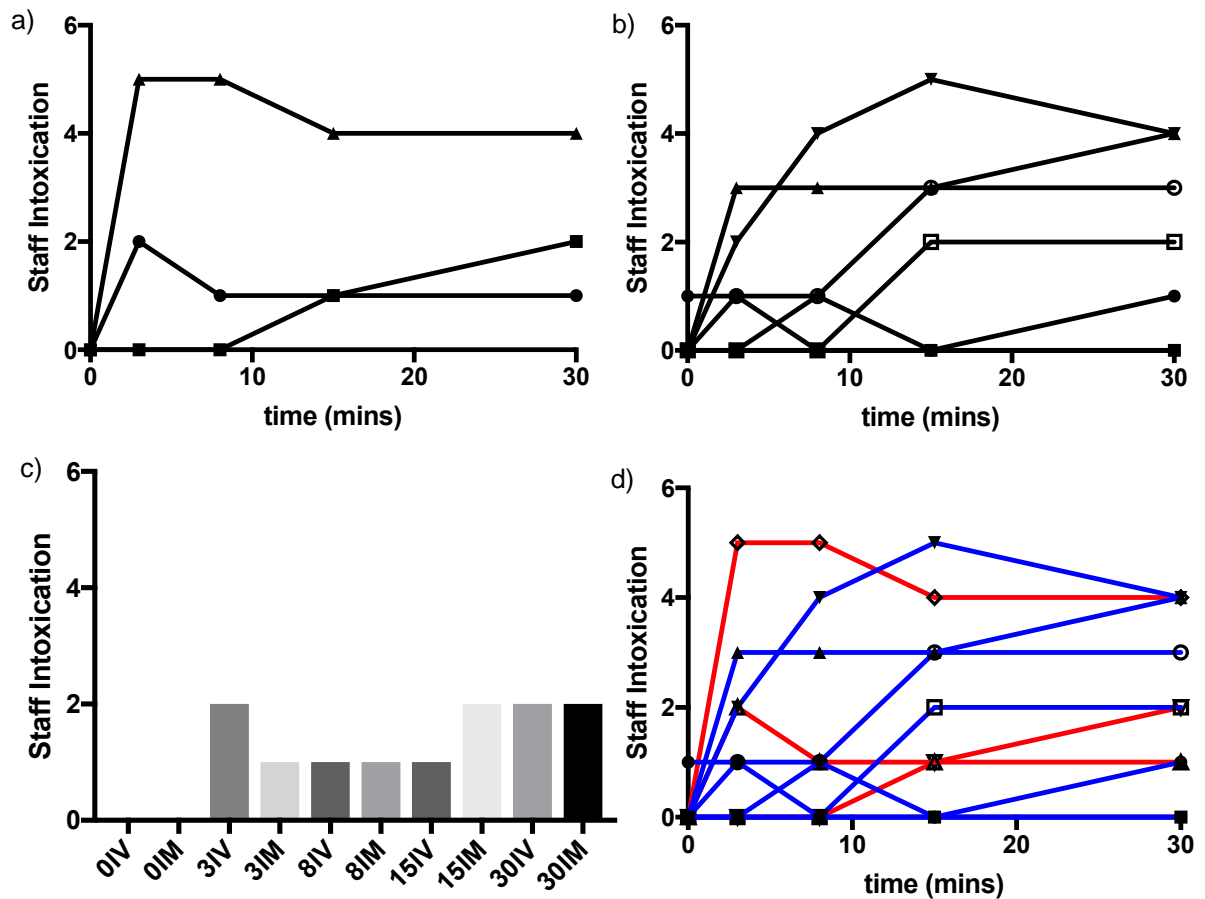 a)
6
4
2
0
Staff Intoxication
0 10 20 30
time (mins)
b)
6
4
2
0
Staff Intoxication
0 10 20 30
time (mins)
c)
6
4
2
0
Staff Intoxication
0IV 0IM 3IV 3IM 8IV 8IM 15IV 15IM 30IV 30IM
d)
6
4
2
0
Staff Intoxication
0 10 20 30
time (mins)